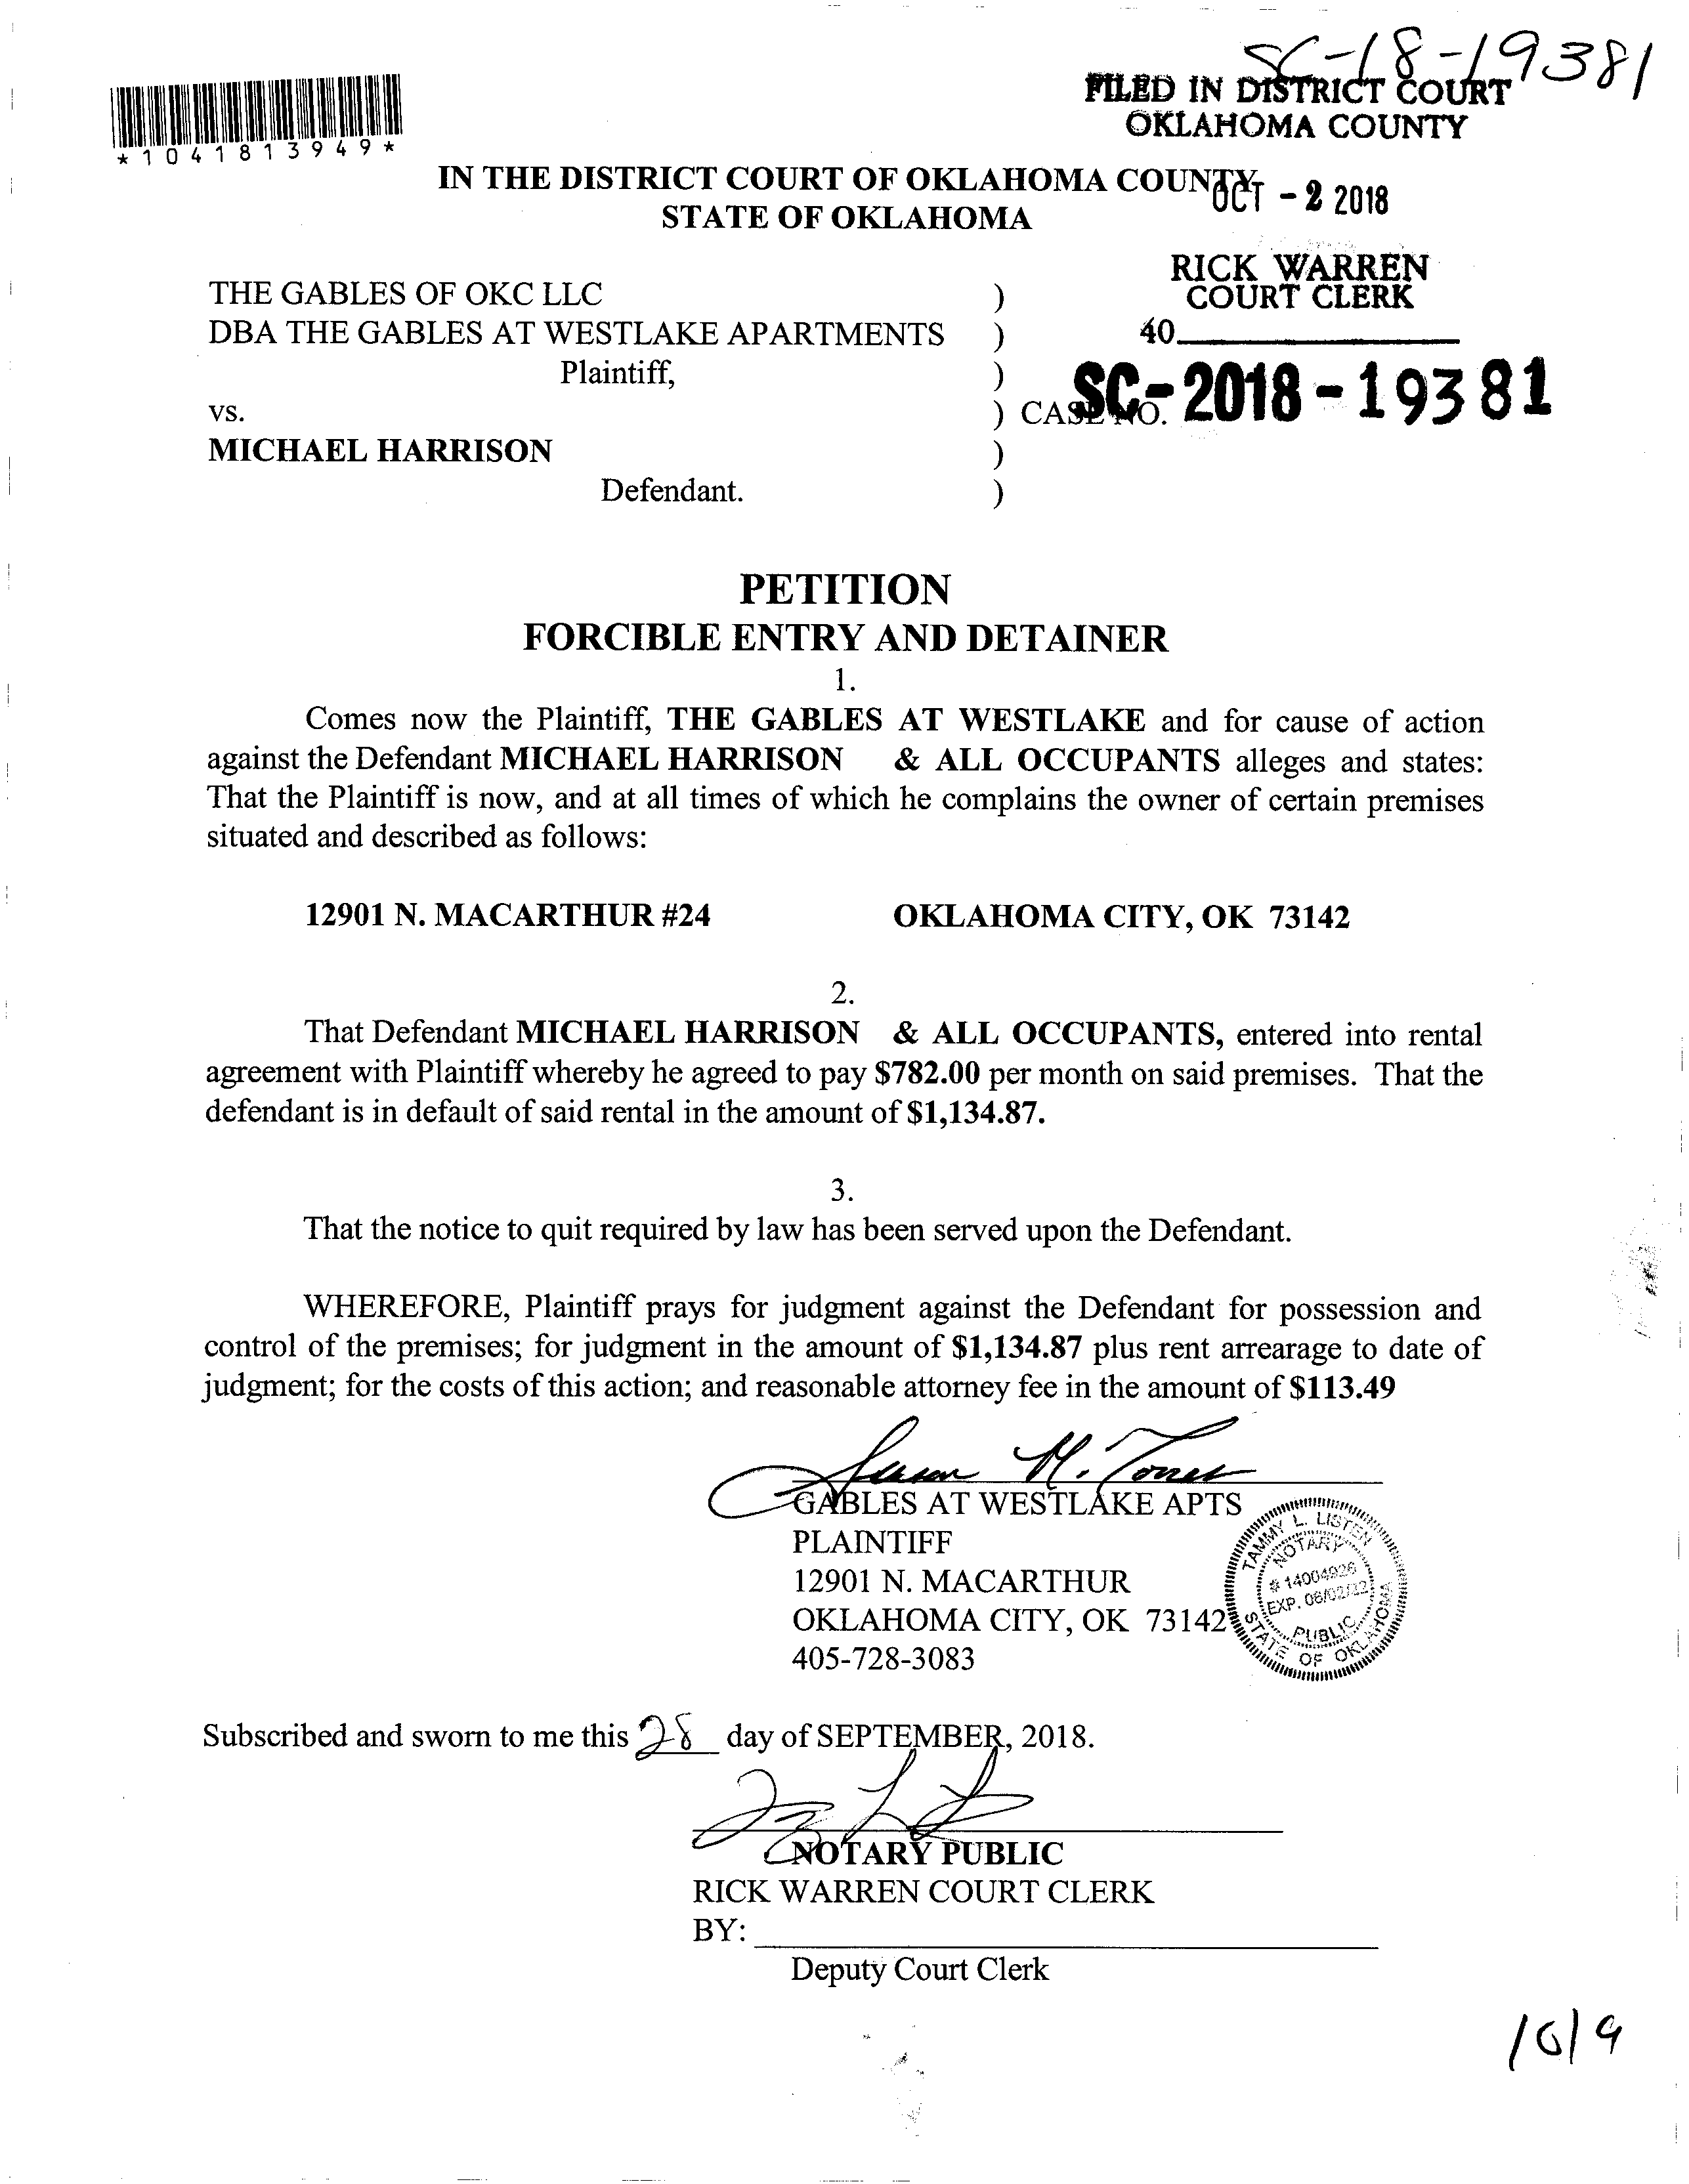 SC-18-19381
FILED IN DISTRICT COURT
OKLAHOMA COUNTY
*1041813949*
IN THE DISTRICT COURT OF OKLAHOMA COUNTY
OCT - 2 2018
STATE OF OKLAHOMA
RICK WARREN
COURT CLERK
40
THE GABLES OF OKC LLC )
DBA THE GABLES AT WESTLAKE APARTMENTS )
Plaintiff, )
vs. ) CASE NO. SC-2018-19381
MICHAEL HARRISON )
Defendant. )
PETITION
FORCIBLE ENTRY AND DETAINER
1.
Comes now the Plaintiff, THE GABLES AT WESTLAKE and for cause of action
against the Defendant MICHAEL HARRISON & ALL OCCUPANTS alleges and states:
That the Plaintiff is now, and at all times of which he complains the owner of certain premises
situated and described as follows:
12901 N. MACARTHUR #24 OKLAHOMA CITY, OK 73142
2.
That Defendant MICHAEL HARRISON & ALL OCCUPANTS, entered into rental
agreement with Plaintiff whereby he agreed to pay $782.00 per month on said premises. That the
defendant is in default of said rental in the amount of $1,134.87.
3.
That the notice to quit required by law has been served upon the Defendant.
WHEREFORE, Plaintiff prays for judgment against the Defendant for possession and
control of the premises; for judgment in the amount of $1,134.87 plus rent arrearage to date of
judgment; for the costs of this action; and reasonable attorney fee in the amount of $113.49
GABLES AT WESTLAKE APTS
PLAINTIFF
12901 N. MACARTHUR
OKLAHOMA CITY, OK 73142
405-728-3083
TAMMY L. LISTEN
NOTARY
# 14004926
EXP. 06/02/22
PUBLIC
STATE OF OKLAHOMA
Subscribed and sworn to me this 28 day of SEPTEMBER, 2018.
NOTARY PUBLIC
RICK WARREN COURT CLERK
BY:
Deputy Court Clerk
10/9